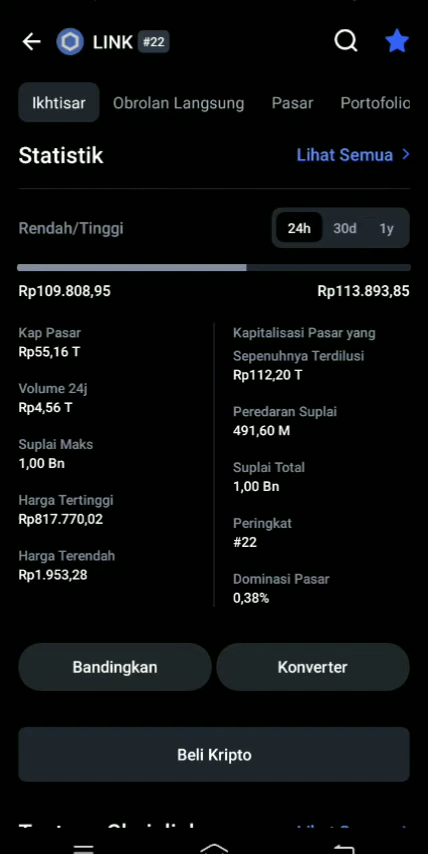 LINK #22
Ikhtisar Obrolan Langsung Pasar Portofolio
Statistik Lihat Semua
Rendah/Tinggi 24h 30d 1y
Rp109.808,95 Rp113.893,85
Kap Pasar
Rp55,16 T
Volume 24j
Rp4,56 T
Suplai Maks
1,00 Bn
Harga Tertinggi
Rp817.770,02
Harga Terendah
Rp1.953,28
Kapitalisasi Pasar yang
Sepenuhnya Terdilusi
Rp112,20 T
Peredaran Suplai
491,60 M
Suplai Total
1,00 Bn
Peringkat
#22
Dominasi Pasar
0,38%
Bandingkan Konverter
Beli Kripto